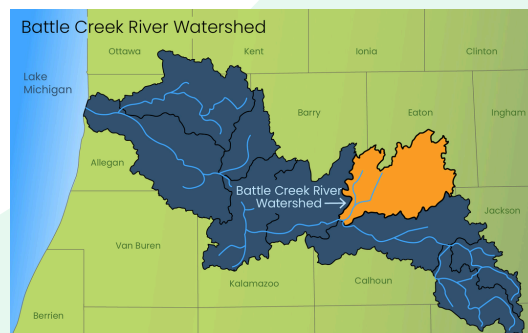 Battle Creek River Watershed
Ottawa
Kent
Ionia
Clinton
Lake
Michigan
Barry
Eaton
Ingham
Allegan
Battle Creek River
Watershed
Jackson
Van Buren
Kalamazoo
Calhoun
Berrien